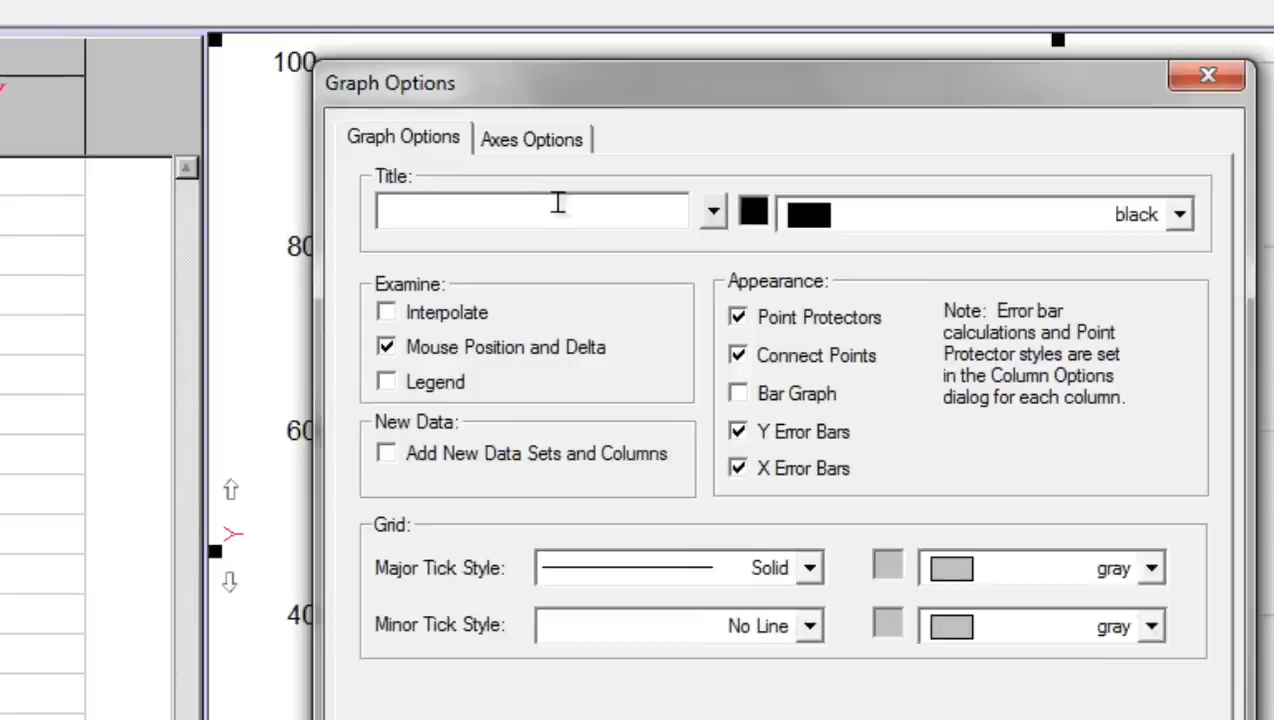 100
Graph Options
Graph Options
Axes Options
Title:
black
80
Examine:
Interpolate
Mouse Position and Delta
Legend
Appearance:
Point Protectors
Connect Points
Bar Graph
Y Error Bars
X Error Bars
Note: Error bar
calculations and Point
Protector styles are set
in the Column Options
dialog for each column.
60
New Data:
Add New Data Sets and Columns
Y
Grid:
Major Tick Style:
Solid
gray
40
Minor Tick Style:
No Line
gray